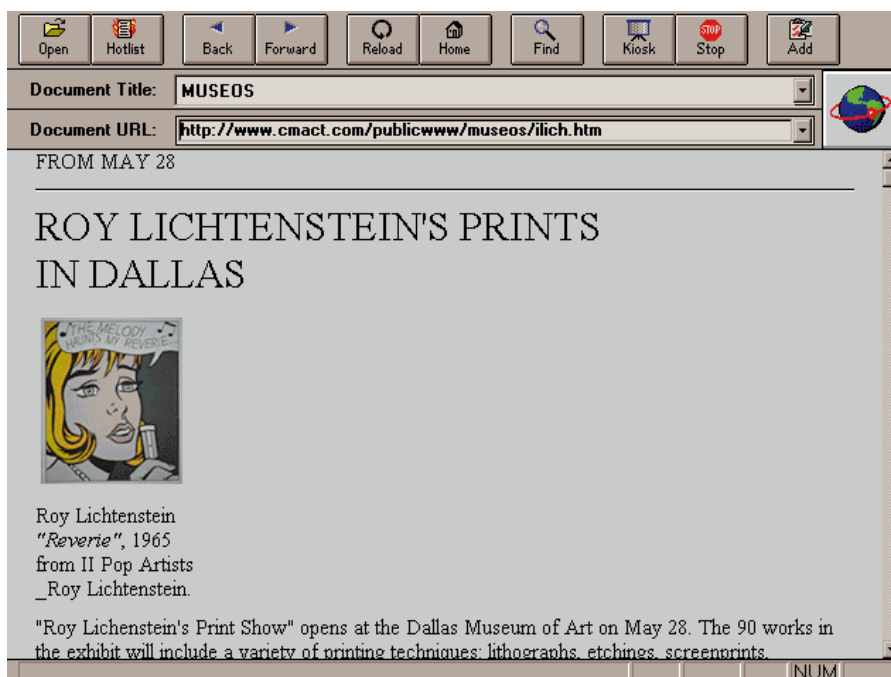 Open Hotlist Back Forward Reload Home Find Kiosk Stop Add
STOP
Document Title: MUSEOS
Document URL: http://www.cmact.com/publicwww/museos/ilich.htm
FROM MAY 28
ROY LICHTENSTEIN'S PRINTS
IN DALLAS
THE MELODY
HAUNTS MY REVERIE
Roy Lichtenstein
"Reverie", 1965
from II Pop Artists
_Roy Lichtenstein.
"Roy Lichenstein's Print Show" opens at the Dallas Museum of Art on May 28. The 90 works in
the exhibit will include a variety of printing techniques: lithographs, etchings, screenprints,
NUM